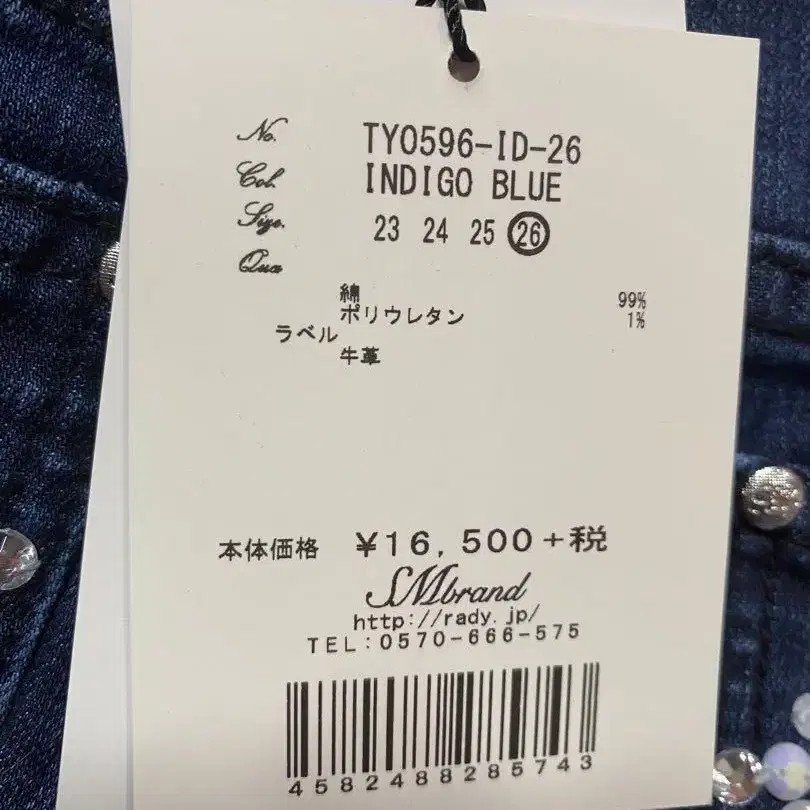 No. TY0596-ID-26
Col. INDIGO BLUE
Size. 23 24 25 26
Qua
綿 99%
ポリウレタン 1%
ラベル
牛革
本体価格 ¥16,500+税
SMbrand
http://rady.jp/
TEL:0570-666-575
4582488285743